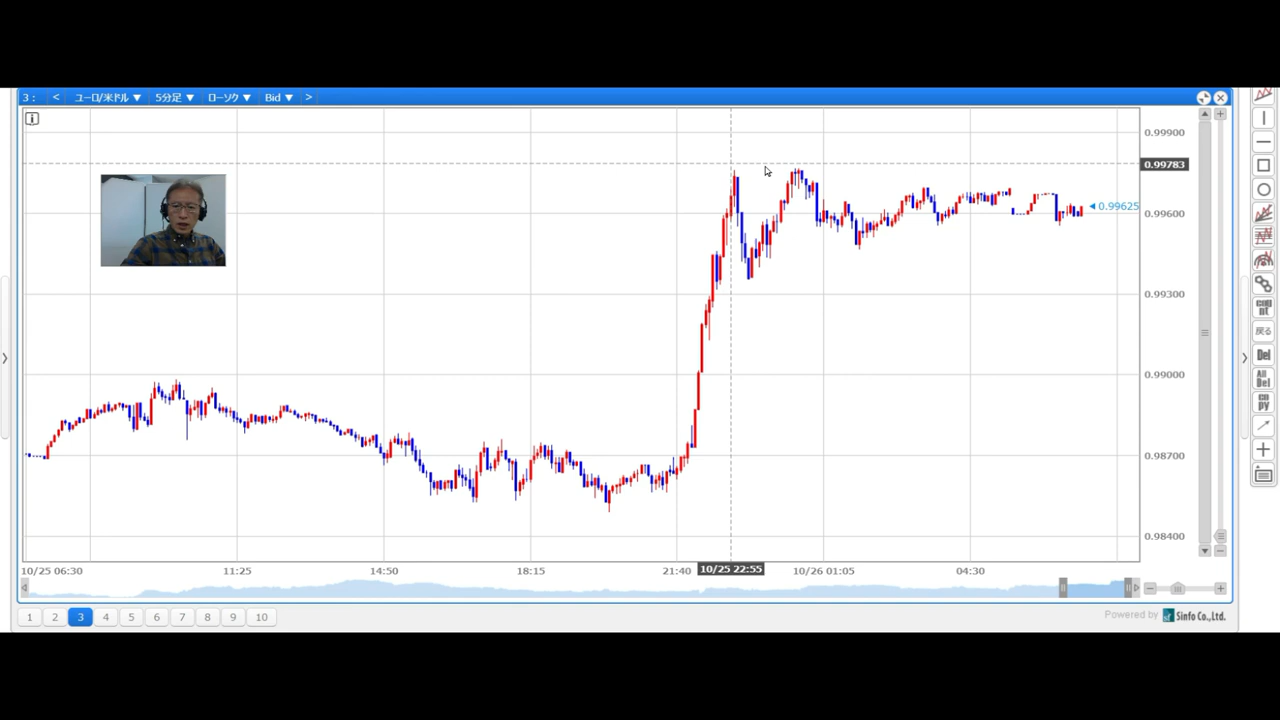 3 : < ユーロ/米ドル ▼ 5分足 ▼ ローソク ▼ Bid ▼ >
i
0.99900
0.99783
0.99625
0.99600
0.99300
0.99000
0.98700
0.98400
戻る
Del
All
Del
co
py
10/25 06:30 11:25 14:50 18:15 21:40 10/25 22:55 10/26 01:05 04:30
1 2 3 4 5 6 7 8 9 10
Powered by Sinfo Co.,Ltd.